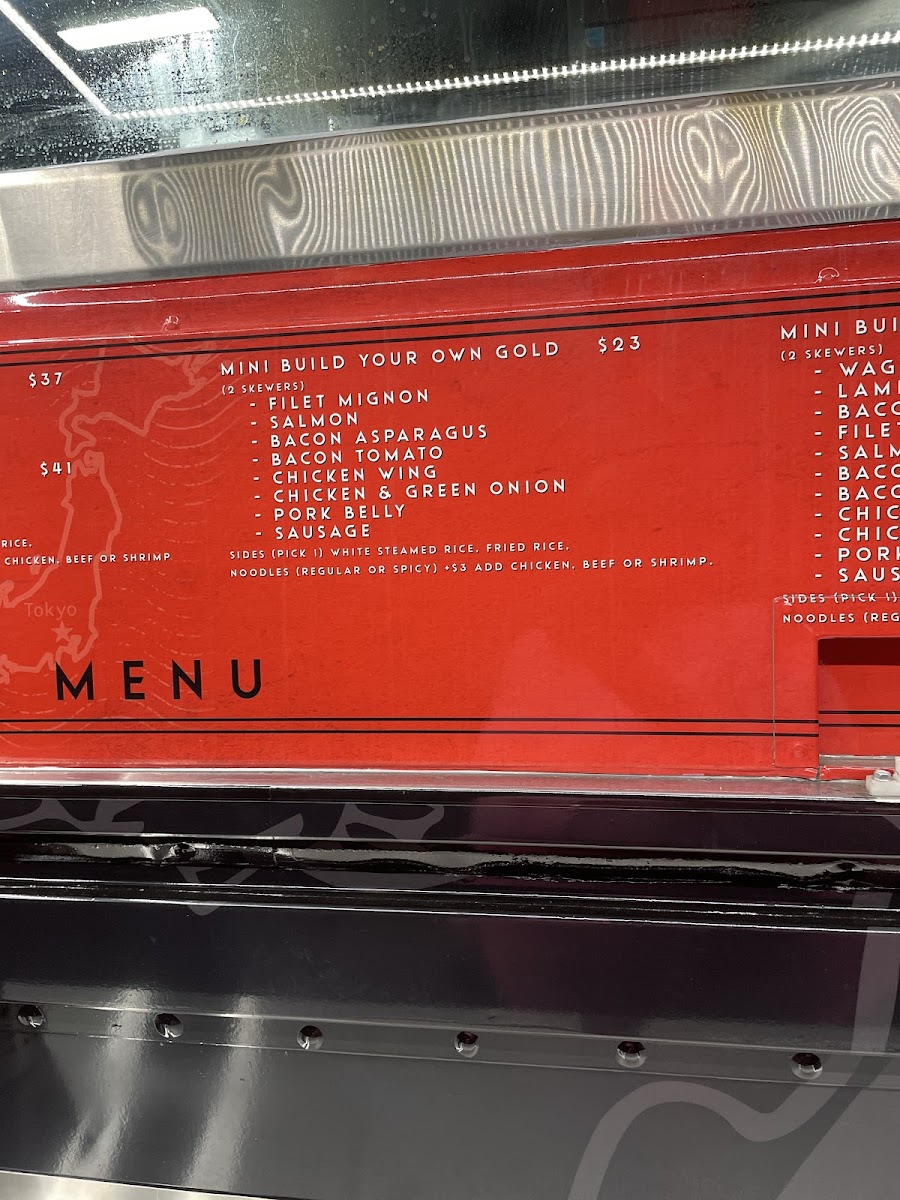 $37
$41
RICE,
CHICKEN, BEEF OR SHRIMP
Tokyo
MENU
MINI BUILD YOUR OWN GOLD $23
(2 SKEWERS)
- FILET MIGNON
- SALMON
- BACON ASPARAGUS
- BACON TOMATO
- CHICKEN WING
- CHICKEN & GREEN ONION
- PORK BELLY
- SAUSAGE
SIDES (PICK 1) WHITE STEAMED RICE, FRIED RICE,
NOODLES (REGULAR OR SPICY) +$3 ADD CHICKEN, BEEF OR SHRIMP.
MINI BUI
(2 SKEWERS)
- WAG
- LAM
- BACO
- FILET
- SALM
- BACO
- BACO
- CHIC
- CHIC
- PORK
- SAUS
SIDES (PICK 1)
NOODLES (REG